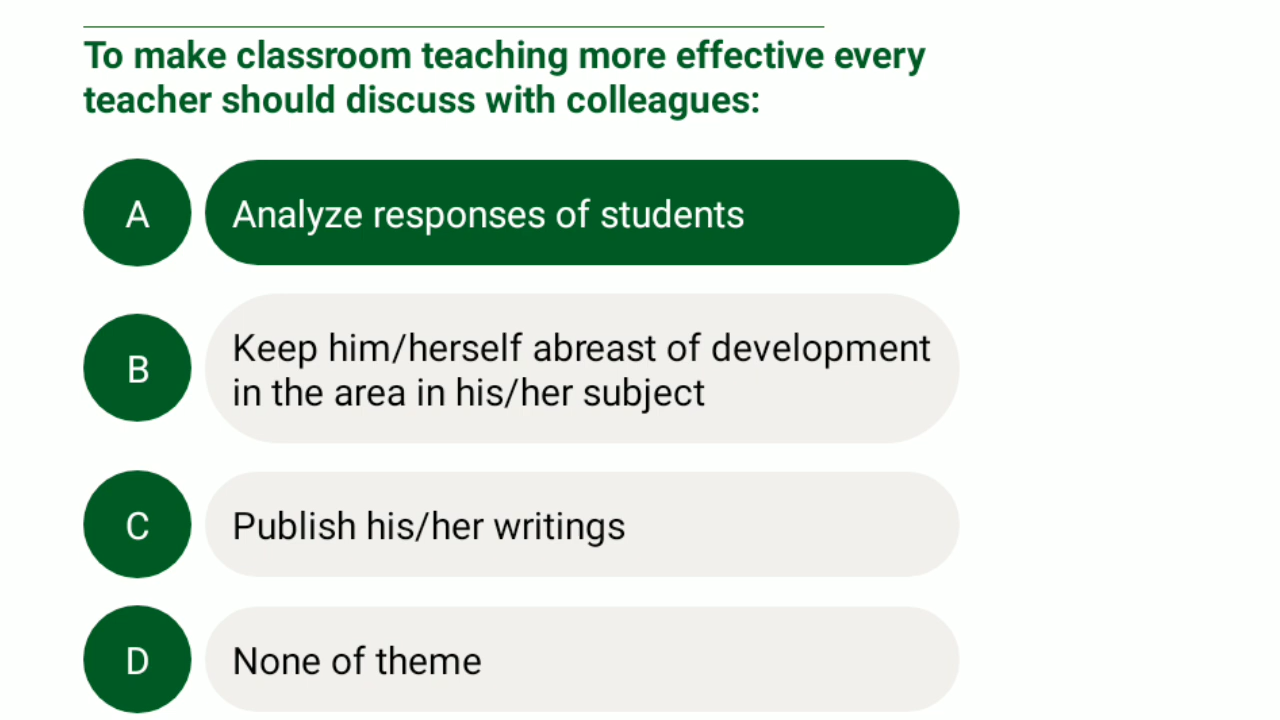 To make classroom teaching more effective every
teacher should discuss with colleagues:
A Analyze responses of students
B Keep him/herself abreast of development
in the area in his/her subject
C Publish his/her writings
D None of theme